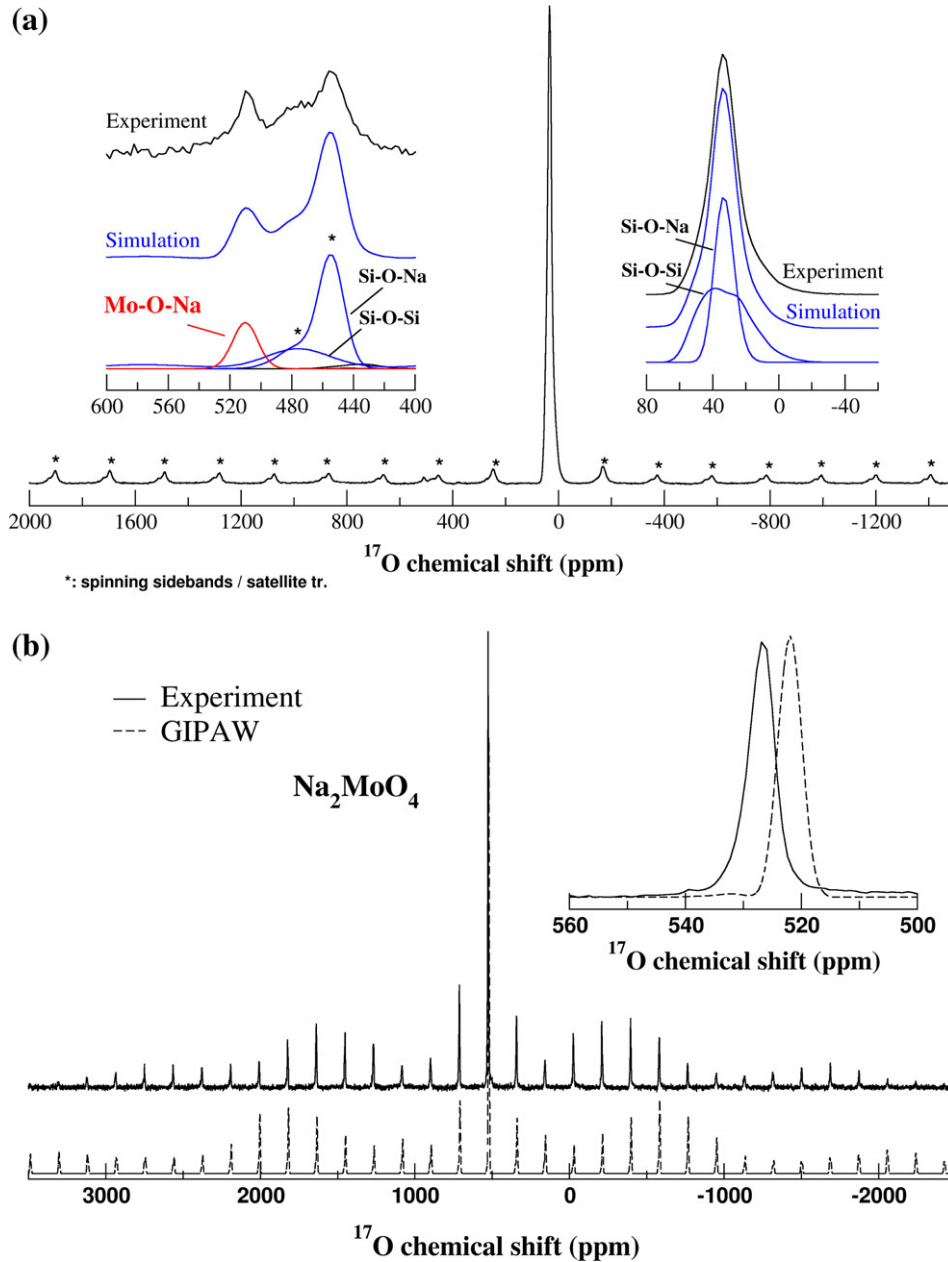 (a)
Experiment
Simulation
*
Si-O-Na
Mo-O-Na
*
Si-O-Si
600 560 520 480 440 400
Si-O-Na
Si-O-Si
Experiment
Simulation
80 40 0 -40
* * * * * * * * * * * * * * * *
2000 1600 1200 800 400 0 -400 -800 -1200
17O chemical shift (ppm)
*: spinning sidebands / satellite tr.
(b)
Experiment
GIPAW
Na2MoO4
560 540 520 500
17O chemical shift (ppm)
3000 2000 1000 0 -1000 -2000
17O chemical shift (ppm)